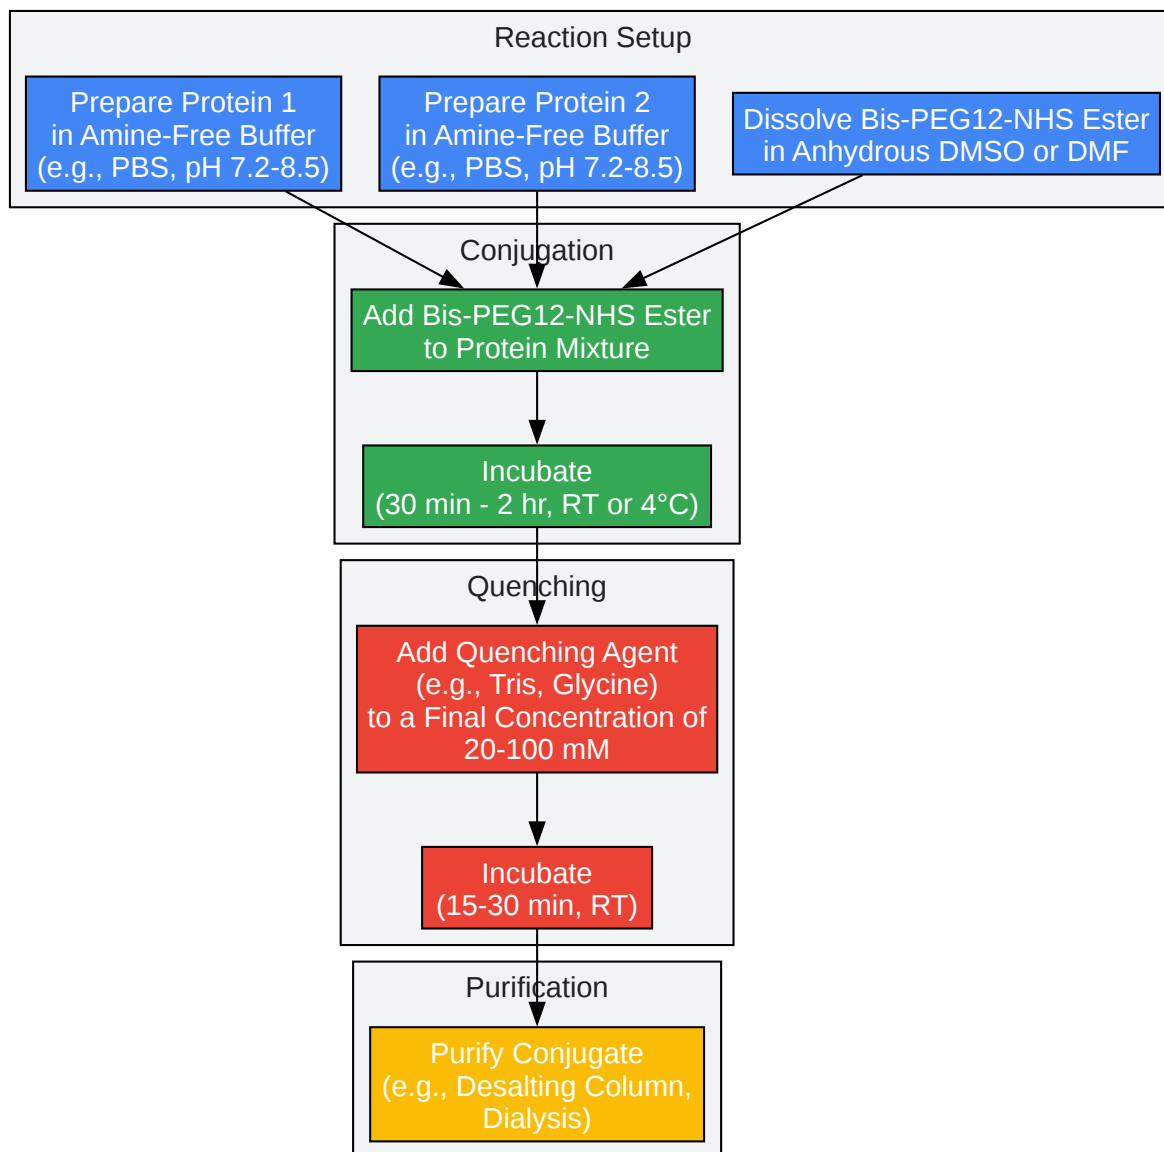 Reaction Setup
Prepare Protein 1
in Amine-Free Buffer
(e.g., PBS, pH 7.2-8.5)
Prepare Protein 2
in Amine-Free Buffer
(e.g., PBS, pH 7.2-8.5)
Dissolve Bis-PEG12-NHS Ester
in Anhydrous DMSO or DMF
Conjugation
Add Bis-PEG12-NHS Ester
to Protein Mixture
Incubate
(30 min - 2 hr, RT or 4°C)
Quenching
Add Quenching Agent
(e.g., Tris, Glycine)
to a Final Concentration of
20-100 mM
Incubate
(15-30 min, RT)
Purification
Purify Conjugate
(e.g., Desalting Column,
Dialysis)